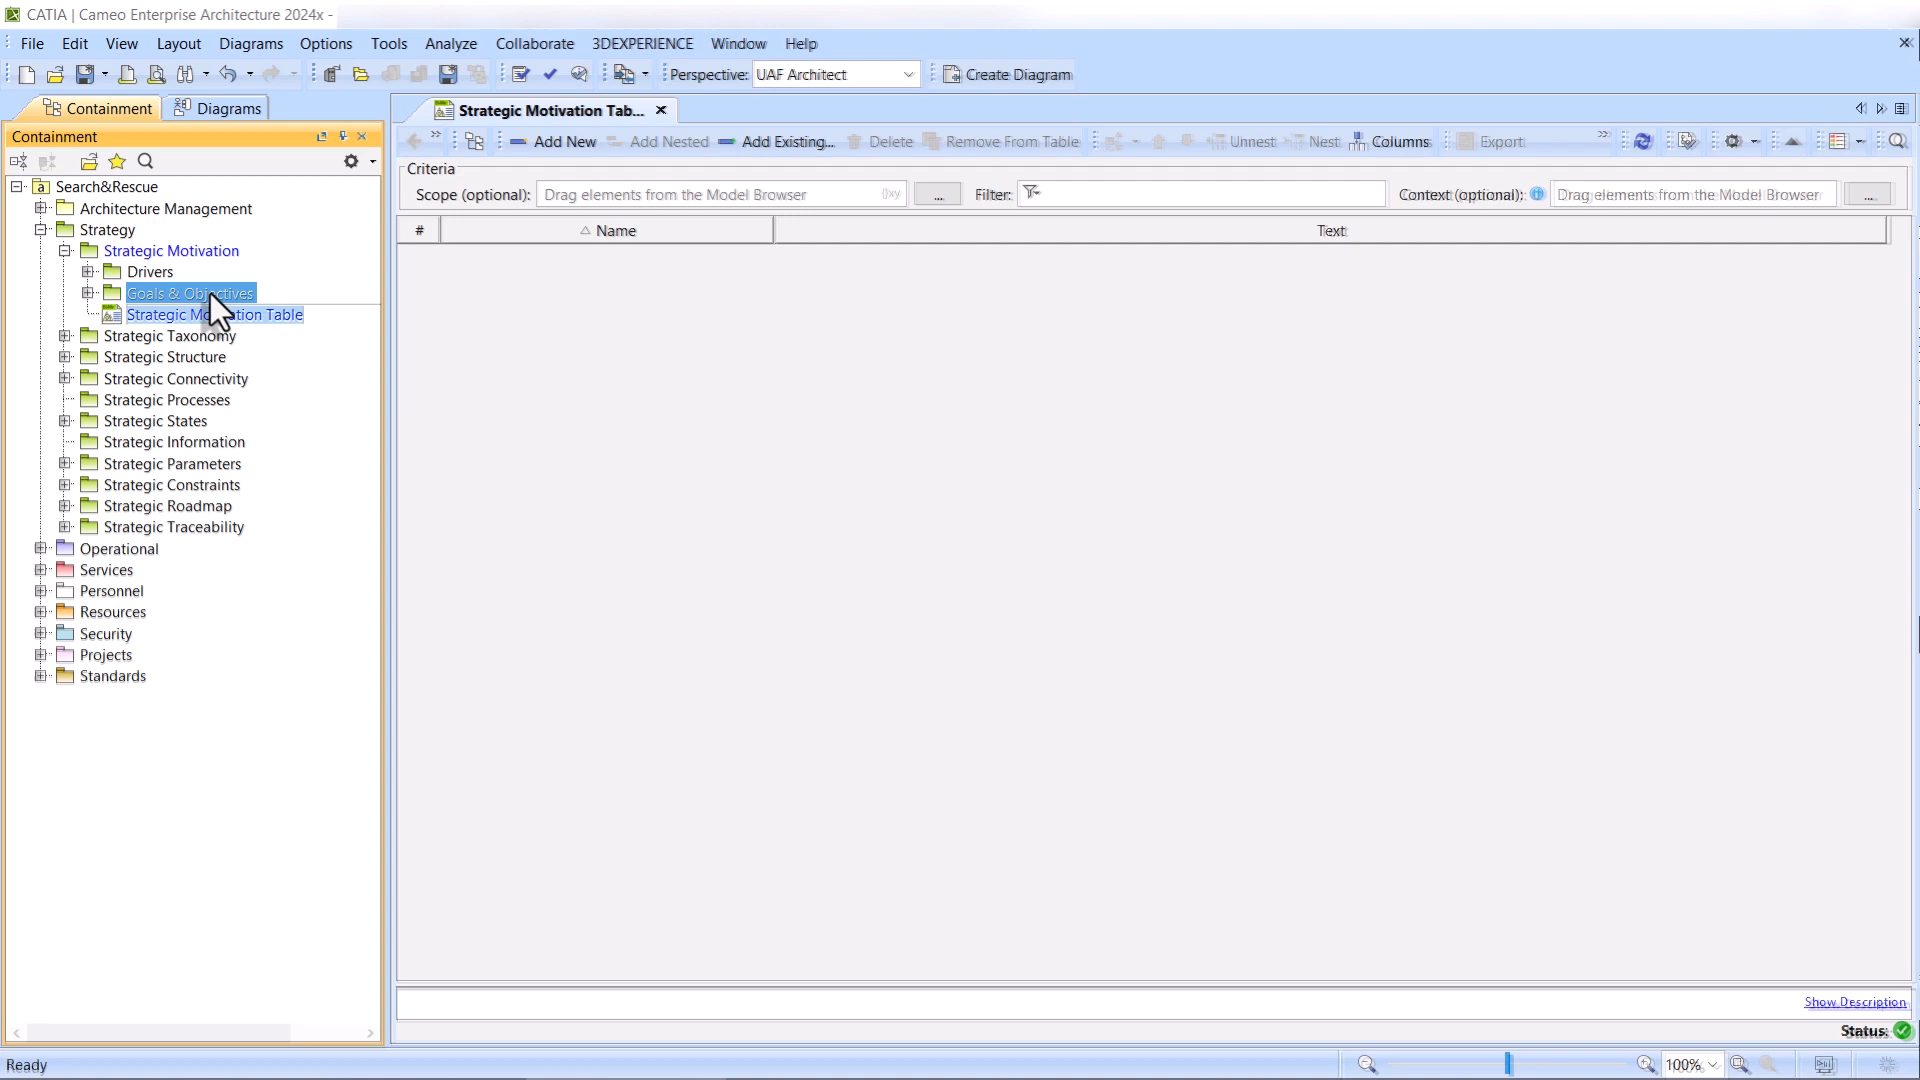 CATIA | Cameo Enterprise Architecture 2024x -
File Edit View Layout Diagrams Options Tools Analyze Collaborate 3DEXPERIENCE Window Help
Perspective: UAF Architect Create Diagram
Containment Diagrams
Strategic Motivation Tab...
Containment
Add New Add Nested Add Existing... Delete Remove From Table Unnest Nest Columns Export
Criteria
Scope (optional): Drag elements from the Model Browser ... Filter: Context (optional): Drag elements from the Model Browser ...
# Name Text
Search&Rescue
Architecture Management
Strategy
Strategic Motivation
Drivers
Goals & Objectives
Strategic Motivation Table
Strategic Taxonomy
Strategic Structure
Strategic Connectivity
Strategic Processes
Strategic States
Strategic Information
Strategic Parameters
Strategic Constraints
Strategic Roadmap
Strategic Traceability
Operational
Services
Personnel
Resources
Security
Projects
Standards
Show Description
Status:
Ready
100%